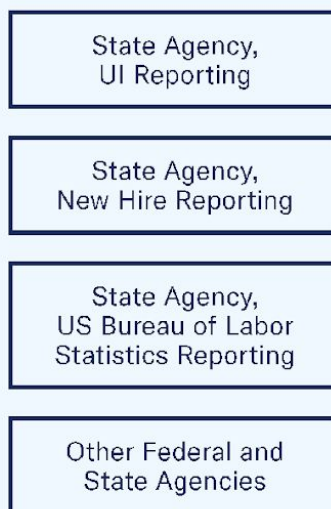 State Agency,
UI Reporting
State Agency,
New Hire Reporting
State Agency,
US Bureau of Labor
Statistics Reporting
Other Federal and
State Agencies